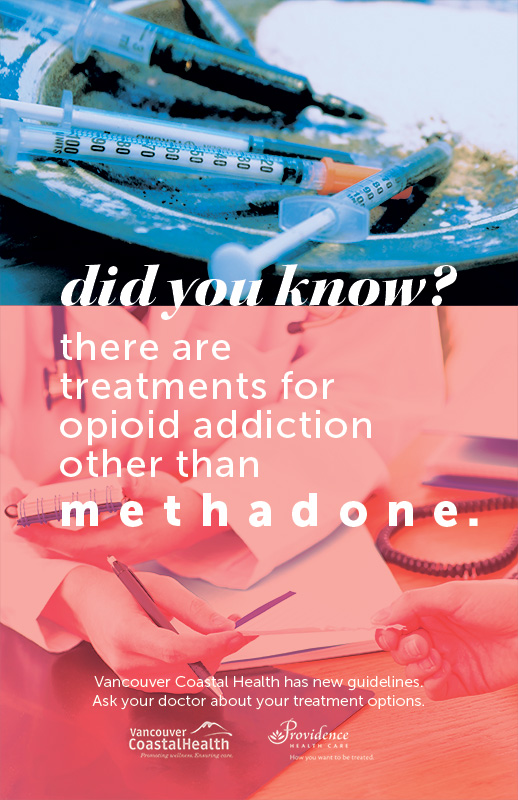 did you know?
there are
treatments for
opioid addiction
other than
methadone.
Vancouver Coastal Health has new guidelines.
Ask your doctor about your treatment options.
Vancouver
CoastalHealth
Promoting wellness. Ensuring care.
Providence
HEALTH CARE
How you want to be treated.